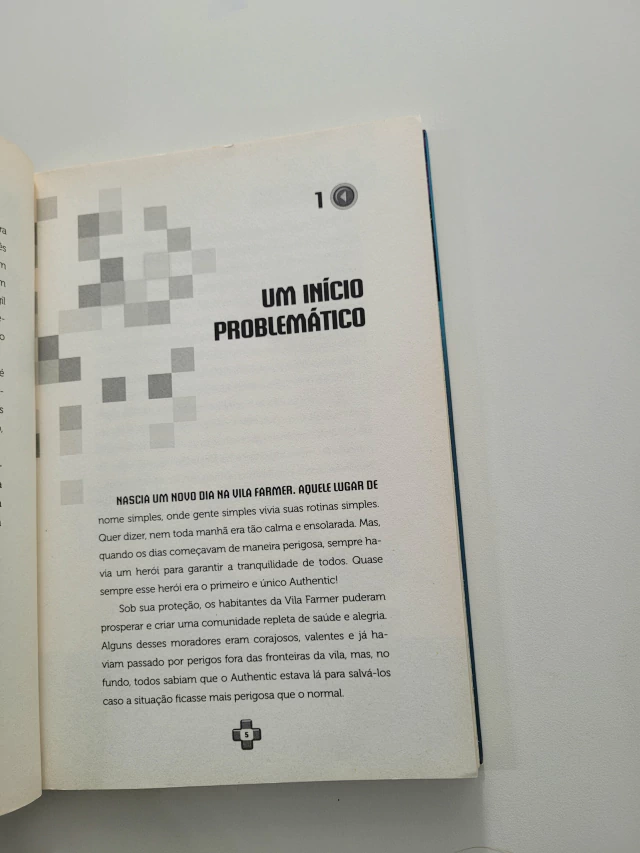 1
UM INÍCIO
PROBLEMÁTICO
NASCIA UM NOVO DIA NA VILA FARMER. AQUELE LUGAR DE
nome simples, onde gente simples vivia suas rotinas simples.
Quer dizer, nem toda manhã era tão calma e ensolarada. Mas,
quando os dias começavam de maneira perigosa, sempre ha-
via um herói para garantir a tranquilidade de todos. Quase
sempre esse herói era o primeiro e único Authentic!
Sob sua proteção, os habitantes da Vila Farmer puderam
prosperar e criar uma comunidade repleta de saúde e alegria.
Alguns desses moradores eram corajosos, valentes e já ha-
viam passado por perigos fora das fronteiras da vila, mas, no
fundo, todos sabiam que o Authentic estava lá para salvá-los
caso a situação ficasse mais perigosa que o normal.
5